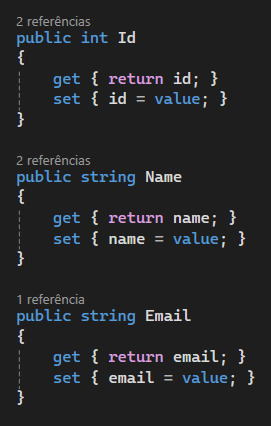 2 referências
public int Id
{
    get { return id; }
    set { id = value; }
}
2 referências
public string Name
{
    get { return name; }
    set { name = value; }
}
1 referência
public string Email
{
    get { return email; }
    set { email = value; }
}